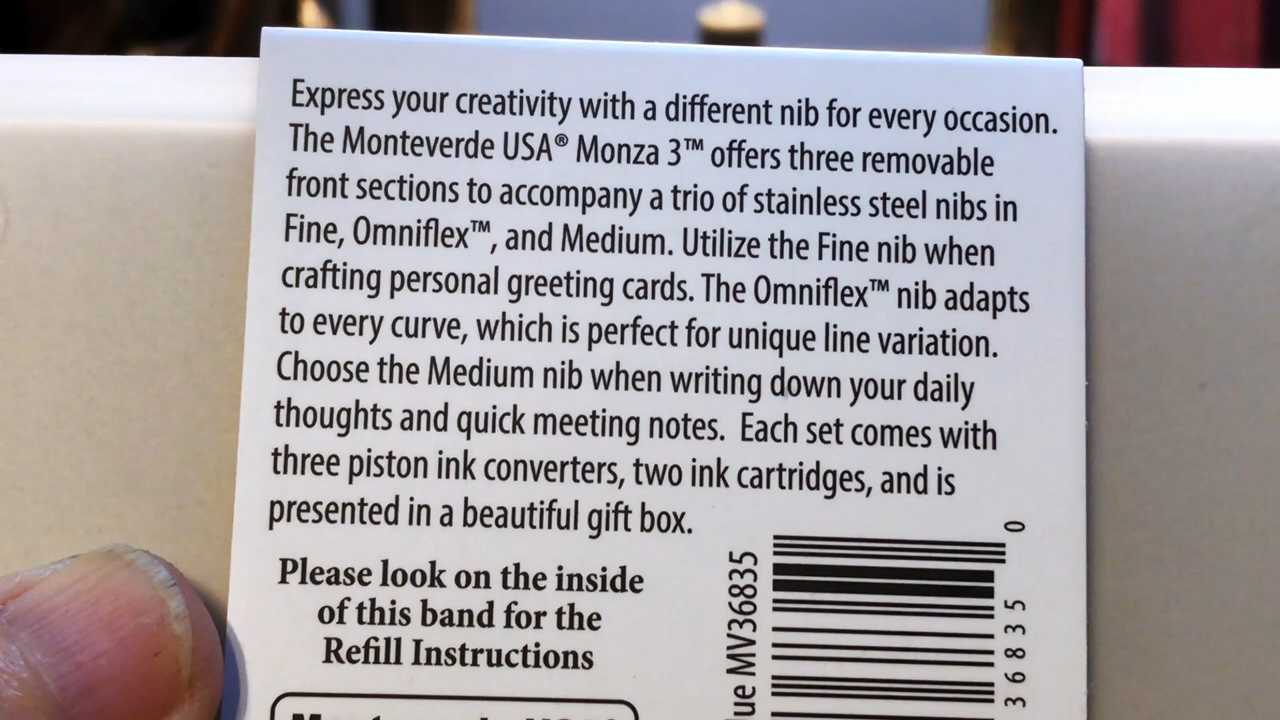 Express your creativity with a different nib for every occasion.
The Monteverde USA® Monza 3™ offers three removable
front sections to accompany a trio of stainless steel nibs in
Fine, Omniflex™, and Medium. Utilize the Fine nib when
crafting personal greeting cards. The Omniflex™ nib adapts
to every curve, which is perfect for unique line variation.
Choose the Medium nib when writing down your daily
thoughts and quick meeting notes.  Each set comes with
three piston ink converters, two ink cartridges, and is
presented in a beautiful gift box.
Please look on the inside
of this band for the
Refill Instructions
MV36835
36835
0